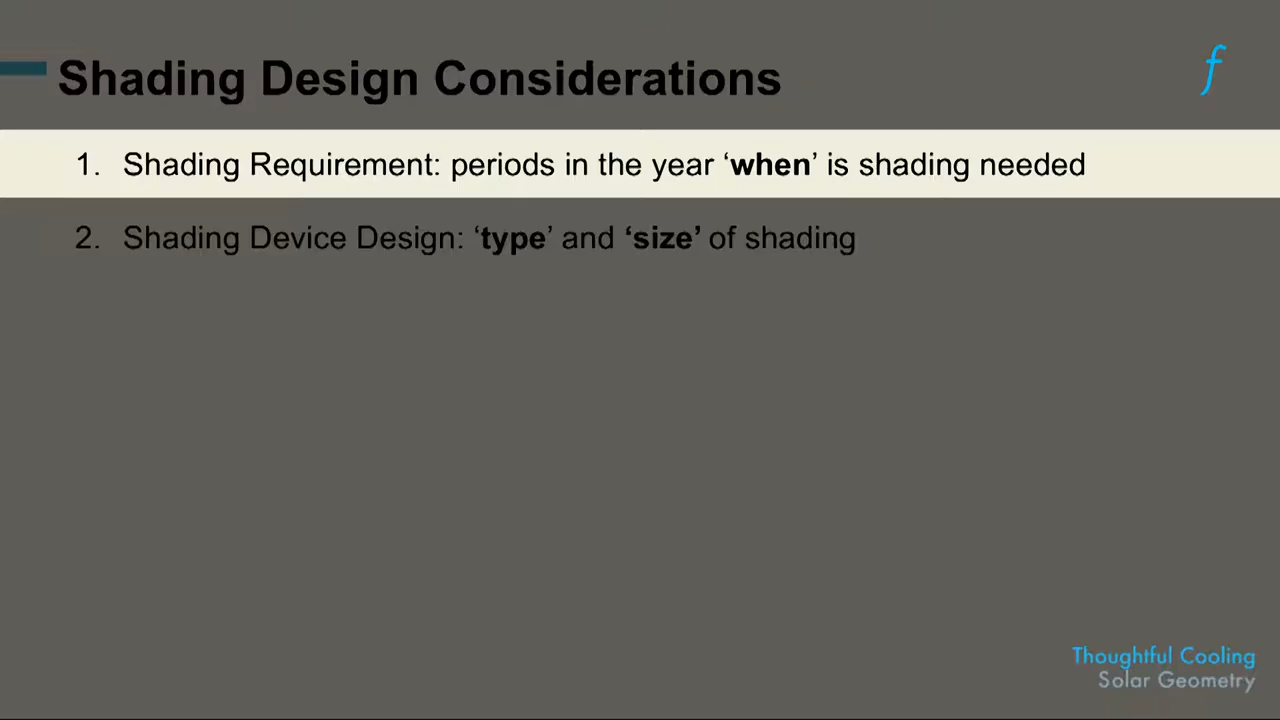 Shading Design Considerations
f
1. Shading Requirement: periods in the year ‘when’ is shading needed
2. Shading Device Design: ‘type’ and ‘size’ of shading
Thoughtful Cooling
Solar Geometry